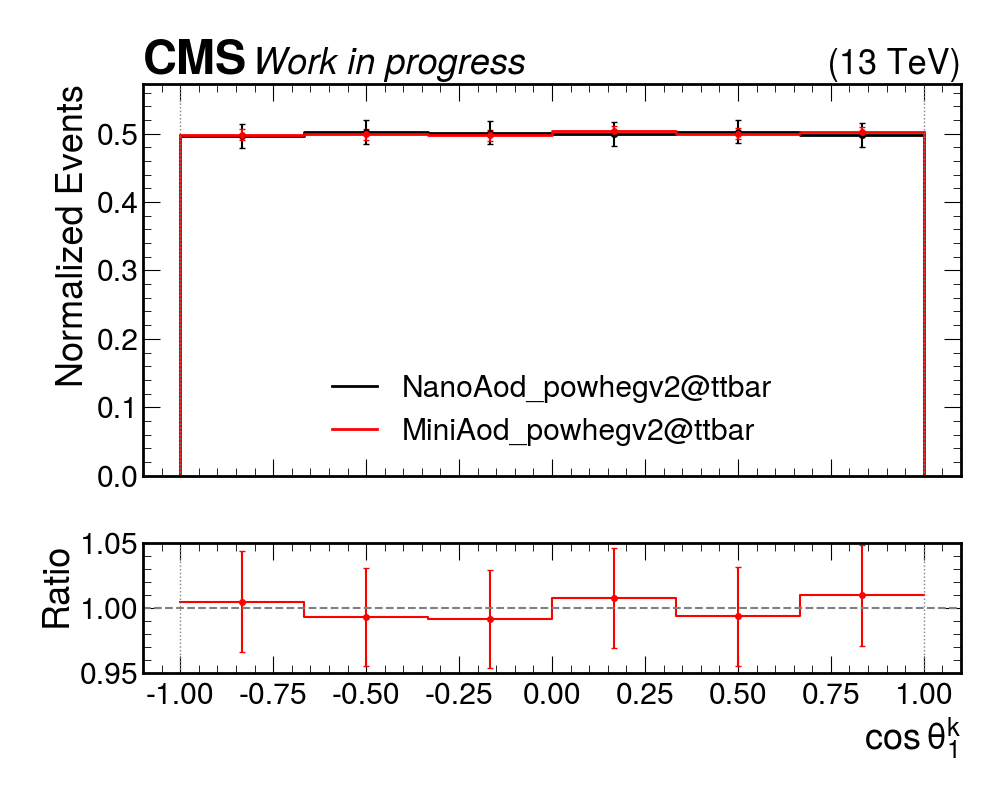 CMS Work in progress (13 TeV)
Normalized Events
0.5
0.4
0.3
0.2
0.1
0.0
NanoAod_powhegv2@ttbar
MiniAod_powhegv2@ttbar
Ratio
1.05
1.00
0.95
-1.00 -0.75 -0.50 -0.25 0.00 0.25 0.50 0.75 1.00
cos θ₁ᵏ